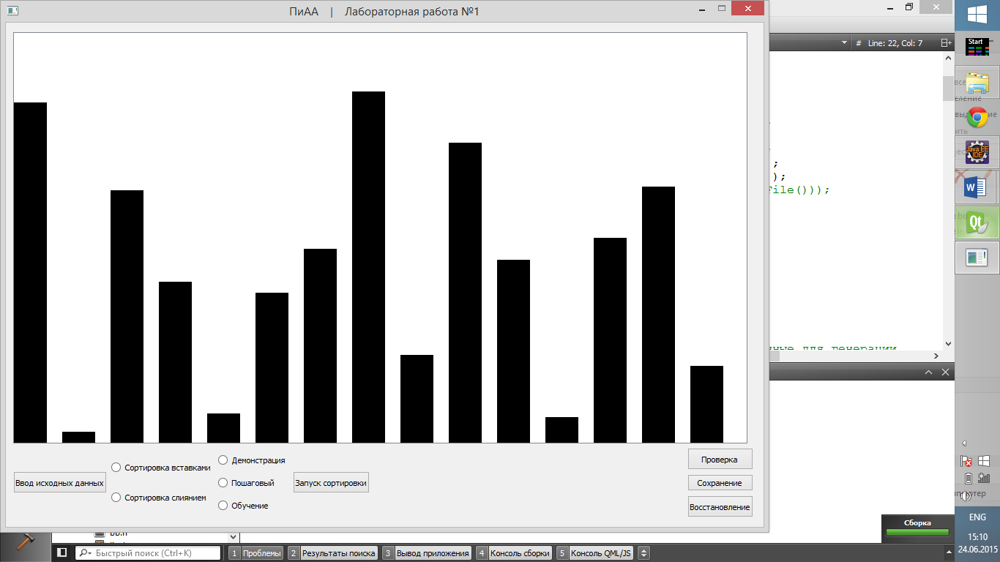 ПиАА | Лабораторная работа №1
# Line: 22, Col: 7
Start
;
);
File()));
для генерации
Ввод исходных данных
Сортировка вставками
Сортировка слиянием
Демонстрация
Пошаговый
Обучение
Запуск сортировки
Проверка
Сохранение
Восстановление
Java EE
IDE
W
Qt
Сборка
bb.h
Быстрый поиск (Ctrl+K)
1 Проблемы
2 Результаты поиска
3 Вывод приложения
4 Консоль сборки
5 Консоль QML/JS
ENG
15:10
24.06.2015